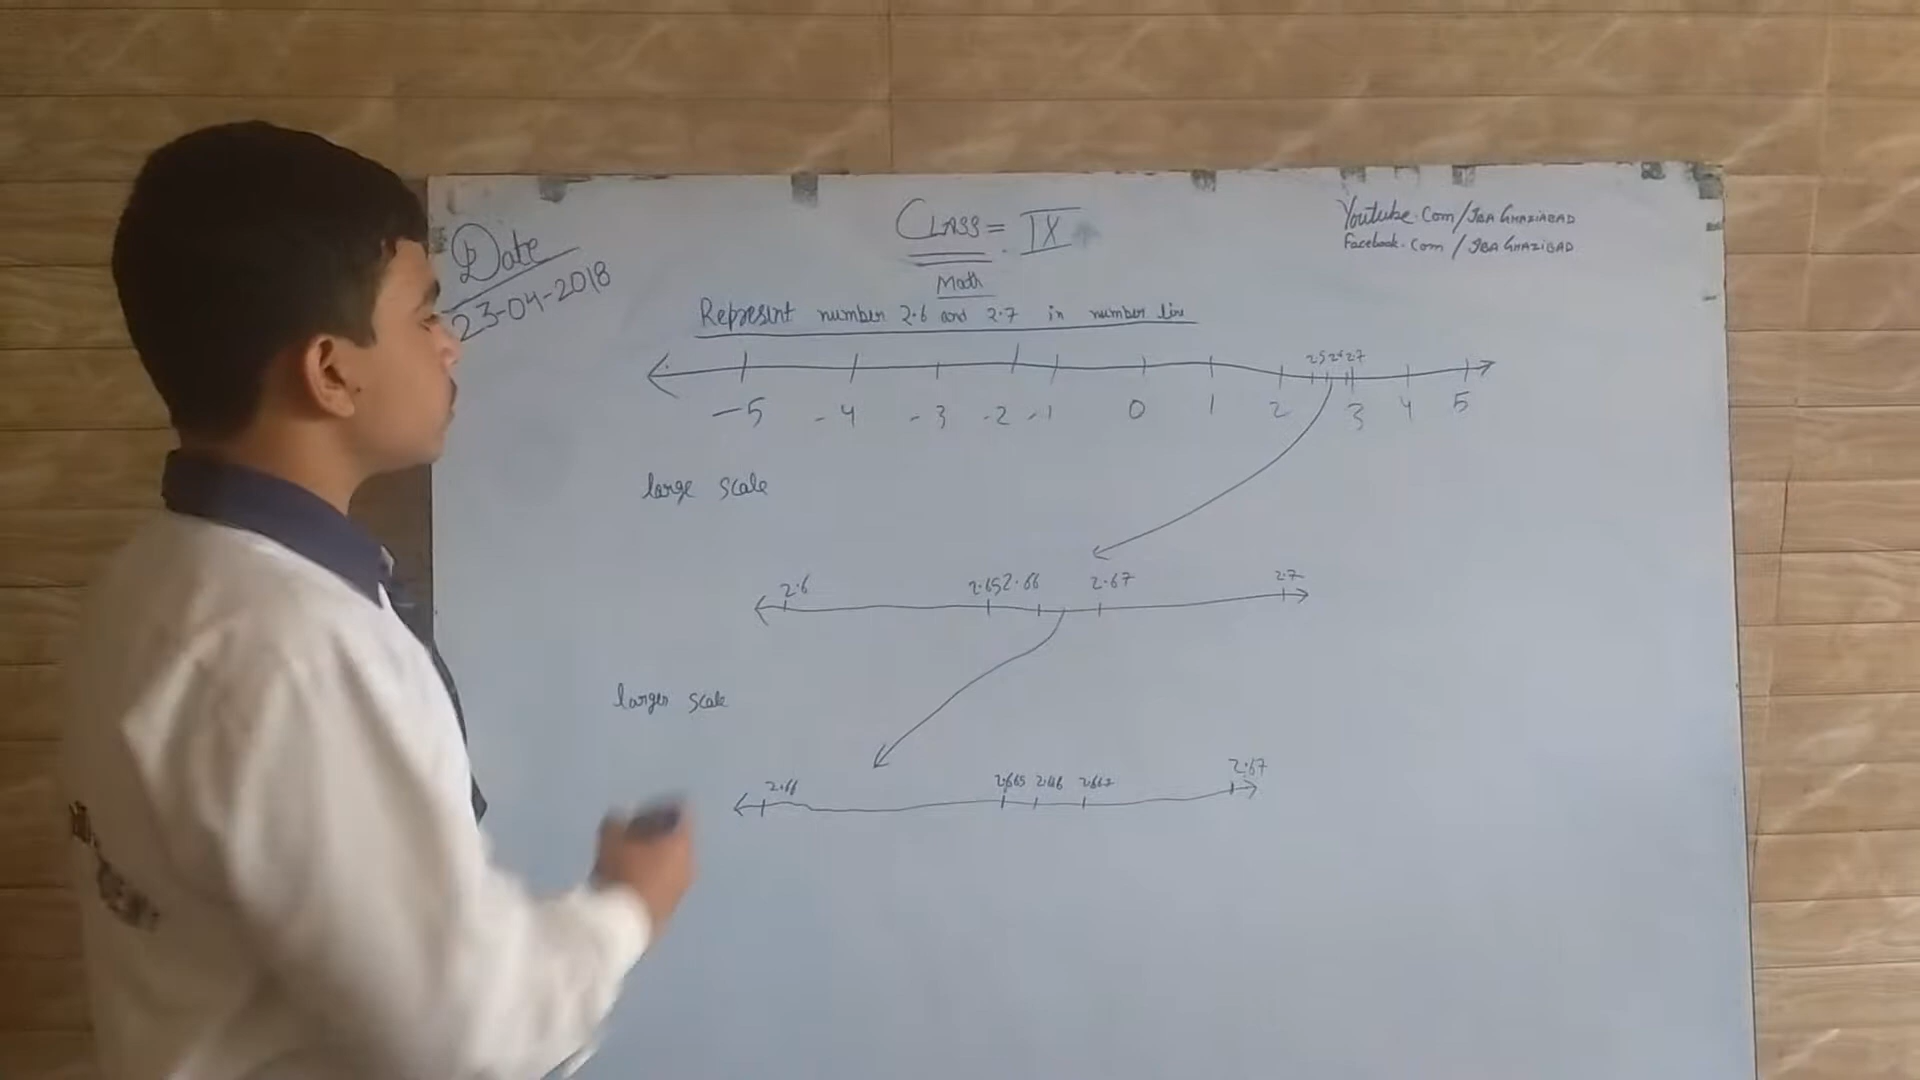 Date
23-04-2018
CLASS = IX
Math
Youtube.Com/JBA GHAZIABAD
Facebook.com / JBA GHAZIBAD
Represent number 2.6 and 2.7 in number line
2.5 2.6 2.7
-5 -4 -3 -2 -1 0 1 2 3 4 5
large scale
2.6 2.65 2.66 2.67 2.7
larger scale
2.66 2.665 2.667 2.67